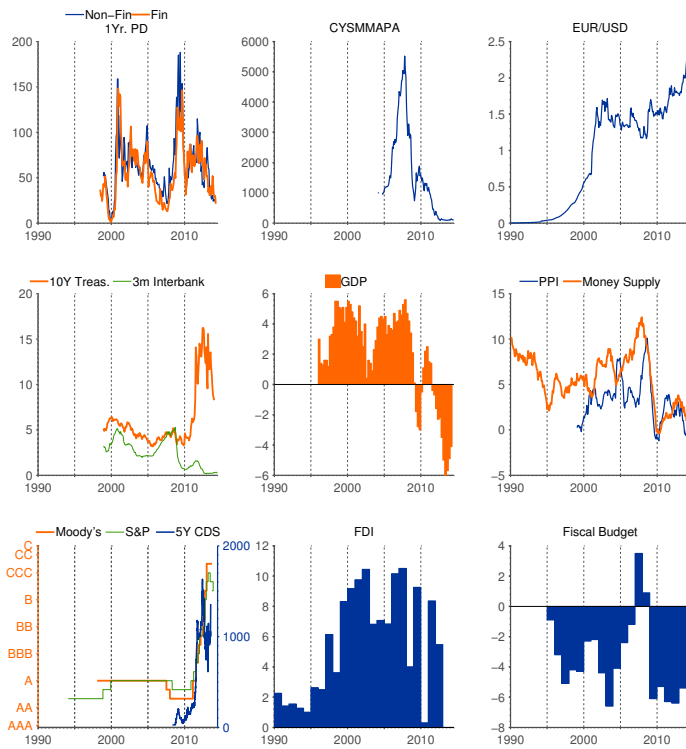 Non−Fin Fin
1Yr. PD
CYSMMAPA
EUR/USD
200
150
100
50
0
1990 2000 2010
6000
5000
4000
3000
2000
1000
0
1990 2000 2010
2.5
2
1.5
1
0.5
0
1990 2000 2010
10Y Treas. 3m Interbank
GDP
PPI Money Supply
20
15
10
5
0
1990 2000 2010
6
4
2
0
−2
−4
−6
1990 2000 2010
15
10
5
0
−5
1990 2000 2010
Moody's S&P 5Y CDS
FDI
Fiscal Budget
C
CC
CCC
B
BB
BBB
A
AA
AAA
2000
1000
0
1990 2000 2010
12
10
8
6
4
2
0
1990 2000 2010
4
2
0
−2
−4
−6
−8
1990 2000 2010